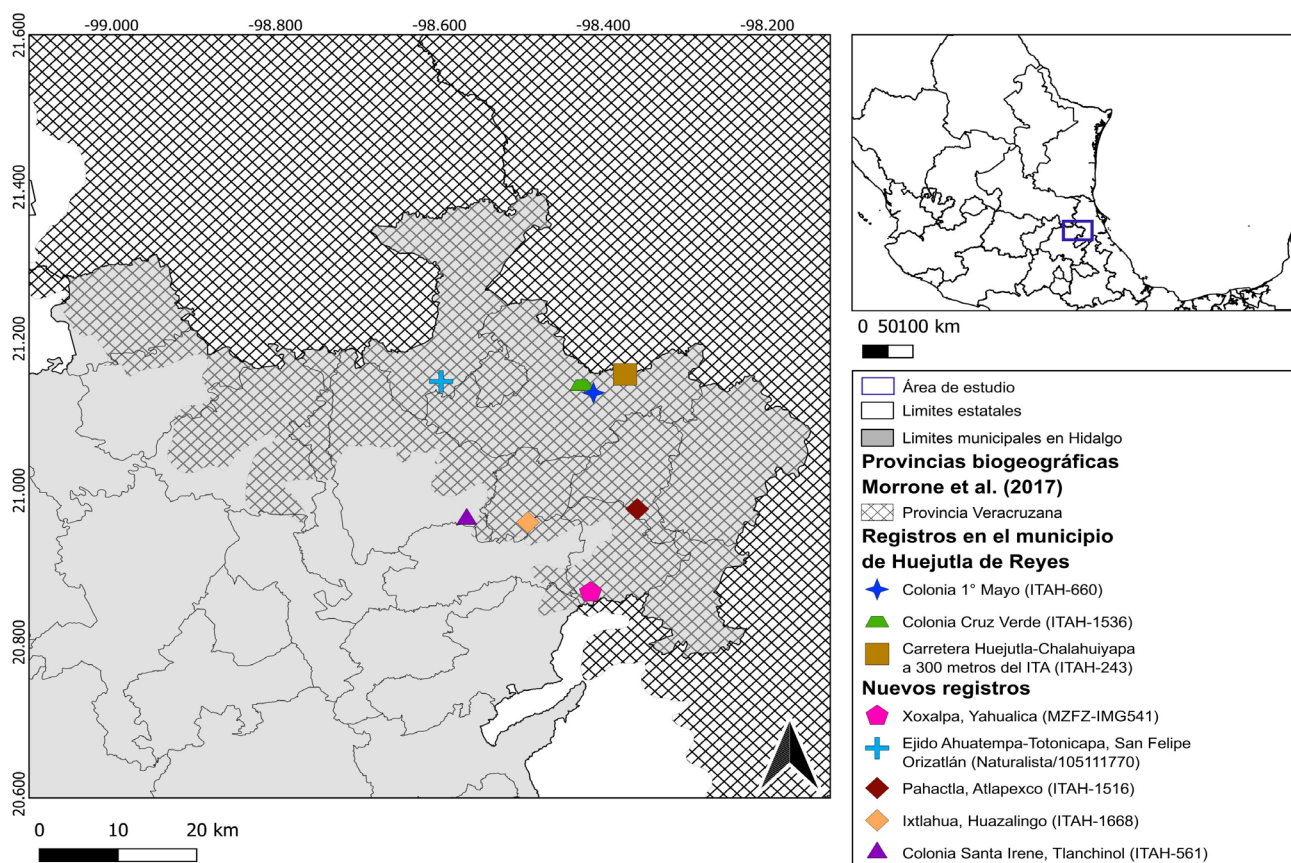 -99.000 -98.800 -98.600 -98.400 -98.200
21.600
21.400
21.200
21.000
20.800
20.600
0 10 20 km
0 50100 km
Área de estudio
Limites estatales
Limites municipales en Hidalgo
Provincias biogeográficas
Morrone et al. (2017)
Provincia Veracruzana
Registros en el municipio
de Huejutla de Reyes
Colonia 1° Mayo (ITAH-660)
Colonia Cruz Verde (ITAH-1536)
Carretera Huejutla-Chalahuiyapa
a 300 metros del ITA (ITAH-243)
Nuevos registros
Xoxalpa, Yahualica (MZFZ-IMG541)
Ejido Ahuatempa-Totonicapa, San Felipe
Orizatlán (Naturalista/105111770)
Pahactla, Atlapexco (ITAH-1516)
Ixtlahua, Huazalingo (ITAH-1668)
Colonia Santa Irene, Tlanchinol (ITAH-561)